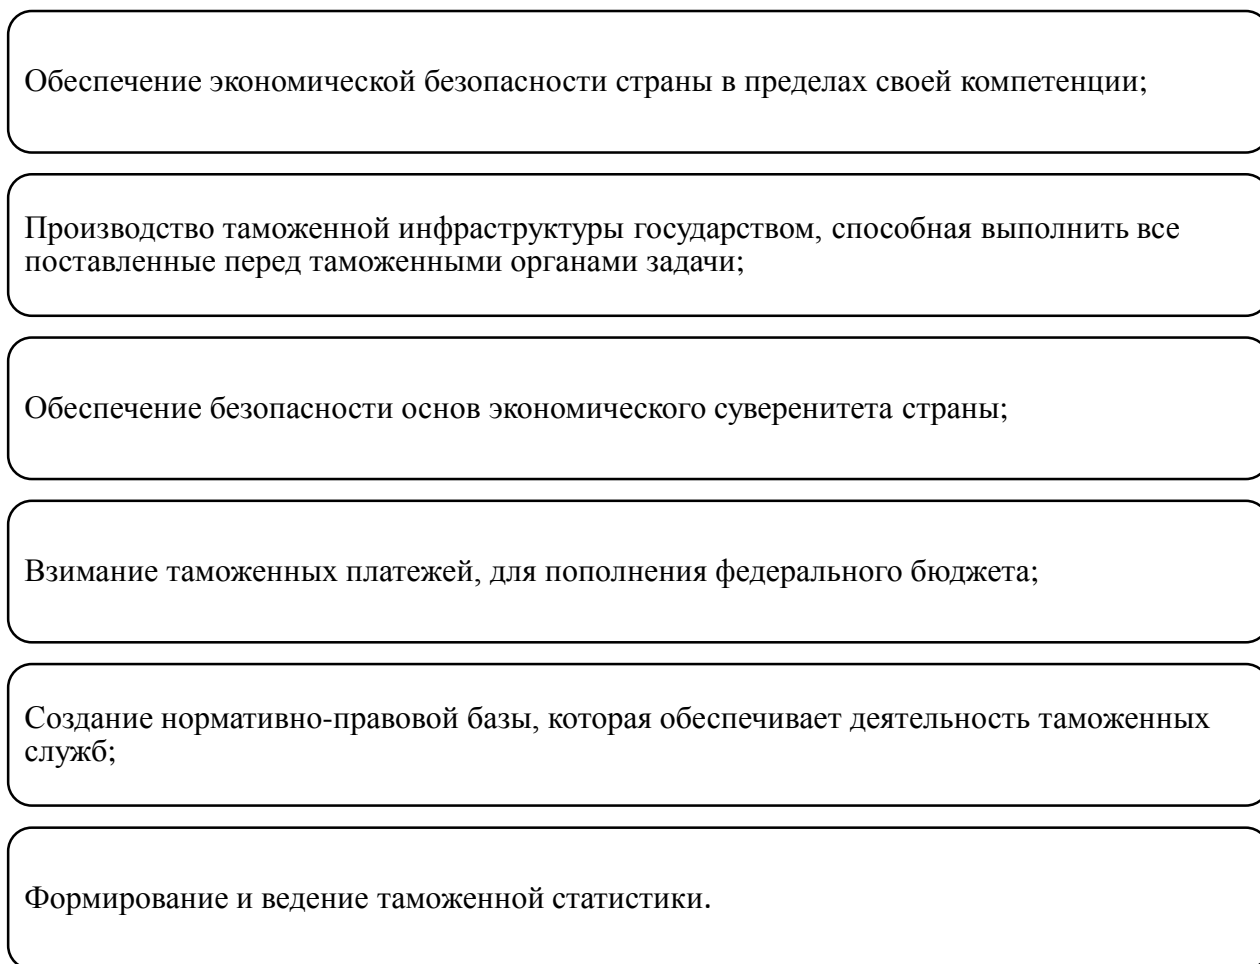 Обеспечение экономической безопасности страны в пределах своей компетенции;
Производство таможенной инфраструктуры государством, способная выполнить все
поставленные перед таможенными органами задачи;
Обеспечение безопасности основ экономического суверенитета страны;
Взимание таможенных платежей, для пополнения федерального бюджета;
Создание нормативно-правовой базы, которая обеспечивает деятельность таможенных
служб;
Формирование и ведение таможенной статистики.